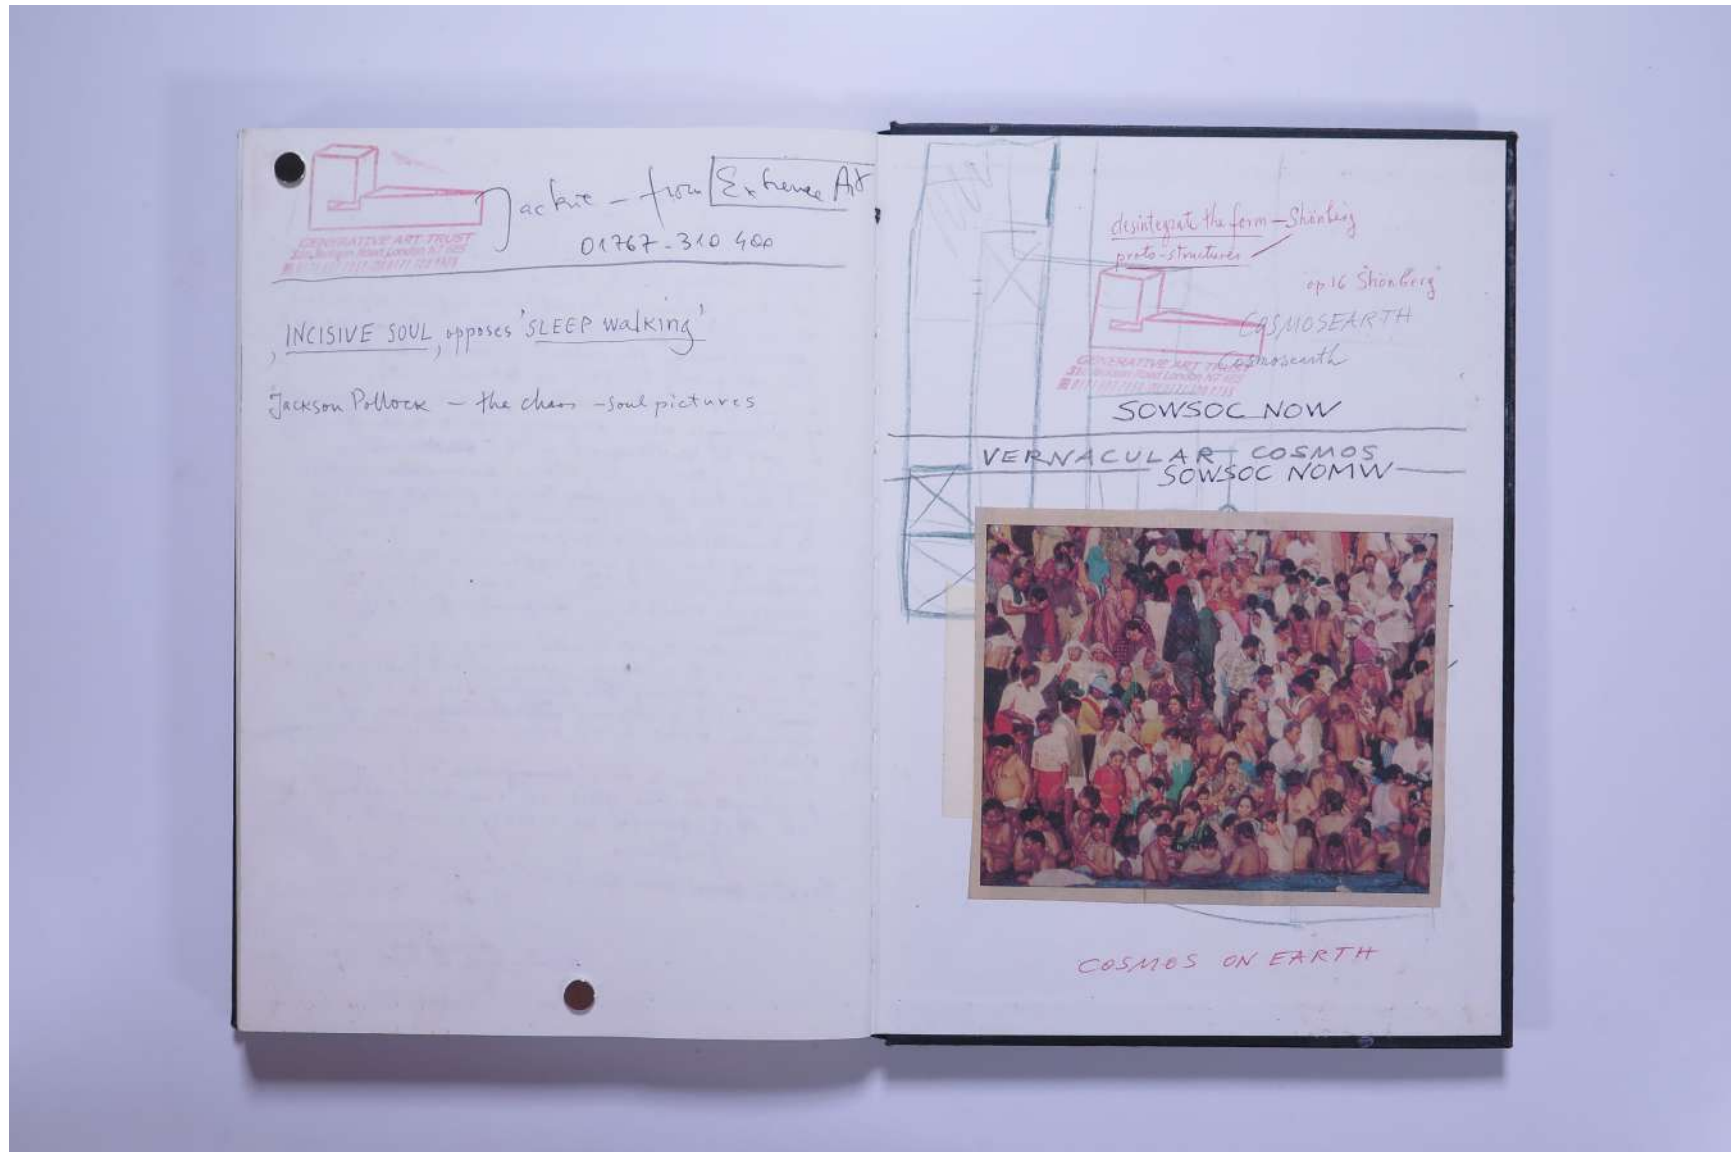 Jackie - from Extreme Art
01767-310 400
GENERATIVE ART TRUST
INCISIVE SOUL, opposes 'SLEEP walking'
Jackson Pollock - the chaos - soul pictures
desintegrate the form - Shönberg
proto-structures
op 16 Shönberg
COSMOSEARTH
Cosmosearth
GENERATIVE ART TRUST
SOWSOC NOW
VERNACULAR COSMOS
SOWSOC NOMW
COSMOS ON EARTH